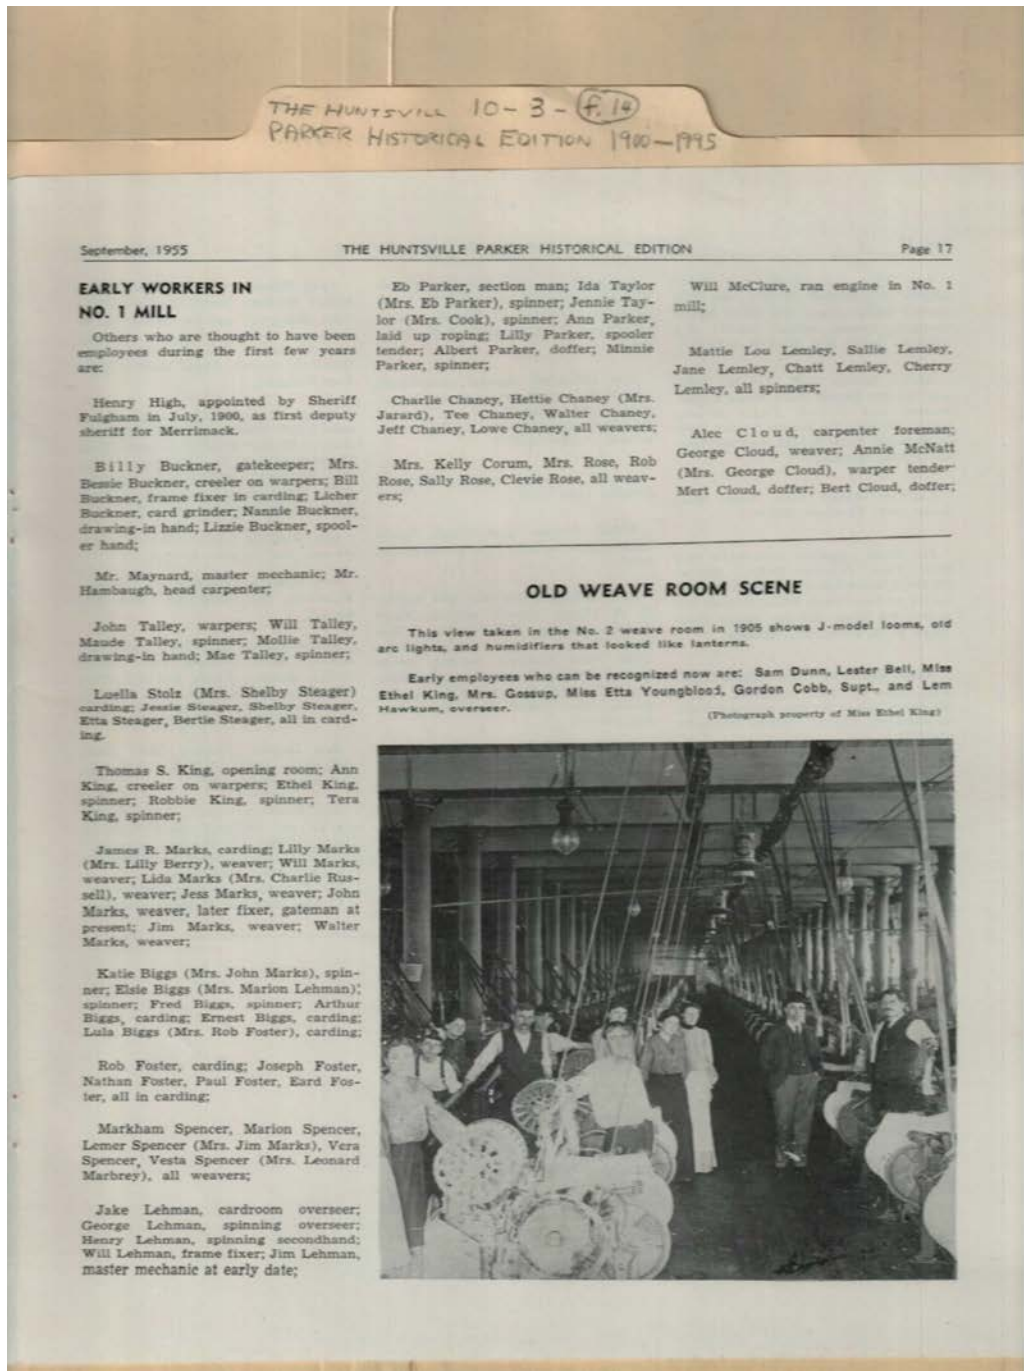 THE HUNTSVILL 10-3-f.14
PARKER HISTORICAL EDITION 1900-1995
September, 1955 THE HUNTSVILLE PARKER HISTORICAL EDITION Page 17
EARLY WORKERS IN
NO. 1 MILL
Others who are thought to have been
employees during the first few years
are:
Henry High, appointed by Sheriff
Fulgham in July, 1900, as first deputy
sheriff for Merrimack.
Billy Buckner, gatekeeper; Mrs.
Bessie Buckner, creeler on warpers; Bill
Buckner, frame fixer in carding; Licher
Buckner, card grinder; Nannie Buckner,
drawing-in hand; Lizzie Buckner, spool-
er hand;
Mr. Maynard, master mechanic; Mr.
Hambaugh, head carpenter;
John Talley, warpers; Will Talley,
Maude Talley, spinner; Mollie Talley,
drawing-in hand; Mae Talley, spinner;
Luella Stolz (Mrs. Shelby Steager)
carding; Jessie Steager, Shelby Steager,
Etta Steager, Bertie Steager, all in card-
ing.
Thomas S. King, opening room; Ann
King, creeler on warpers; Ethel King,
spinner; Robbie King, spinner; Tera
King, spinner;
James R. Marks, carding; Lilly Marks
(Mrs. Lilly Berry), weaver; Will Marks,
weaver; Lida Marks (Mrs. Charlie Rus-
sell), weaver; Jess Marks, weaver; John
Marks, weaver, later fixer, gateman at
present; Jim Marks, weaver; Walter
Marks, weaver;
Katie Biggs (Mrs. John Marks), spin-
ner; Elsie Biggs (Mrs. Marion Lehman);
spinner; Fred Biggs, spinner; Arthur
Biggs, carding; Ernest Biggs, carding;
Lula Biggs (Mrs. Rob Foster), carding;
Rob Foster, carding; Joseph Foster,
Nathan Foster, Paul Foster, Eard Fos-
ter, all in carding;
Markham Spencer, Marion Spencer,
Lemer Spencer (Mrs. Jim Marks), Vera
Spencer, Vesta Spencer (Mrs. Leonard
Marbrey), all weavers;
Jake Lehman, cardroom overseer;
George Lehman, spinning overseer;
Henry Lehman, spinning secondhand;
Will Lehman, frame fixer; Jim Lehman,
master mechanic at early date;
Eb Parker, section man; Ida Taylor
(Mrs. Eb Parker), spinner; Jennie Tay-
lor (Mrs. Cook), spinner; Ann Parker,
laid up roping; Lilly Parker, spooler
tender; Albert Parker, doffer; Minnie
Parker, spinner;
Charlie Chaney, Hettie Chaney (Mrs.
Jarard), Tee Chaney, Walter Chaney,
Jeff Chaney, Lowe Chaney, all weavers;
Mrs. Kelly Corum, Mrs. Rose, Rob
Rose, Sally Rose, Clevie Rose, all weav-
ers;
Will McClure, ran engine in No. 1
mill;
Mattie Lou Lemley, Sallie Lemley,
Jane Lemley, Chatt Lemley, Cherry
Lemley, all spinners;
Alec Cloud, carpenter foreman;
George Cloud, weaver; Annie McNatt
(Mrs. George Cloud), warper tender
Mert Cloud, doffer; Bert Cloud, doffer;
OLD WEAVE ROOM SCENE
This view taken in the No. 2 weave room in 1905 shows J-model looms, old
arc lights, and humidifiers that looked like lanterns.
Early employees who can be recognized now are: Sam Dunn, Lester Bell, Miss
Ethel King, Mrs. Gossup, Miss Etta Youngblood, Gordon Cobb, Supt., and Lem
Hawkum, overseer.
(Photograph property of Miss Ethel King)